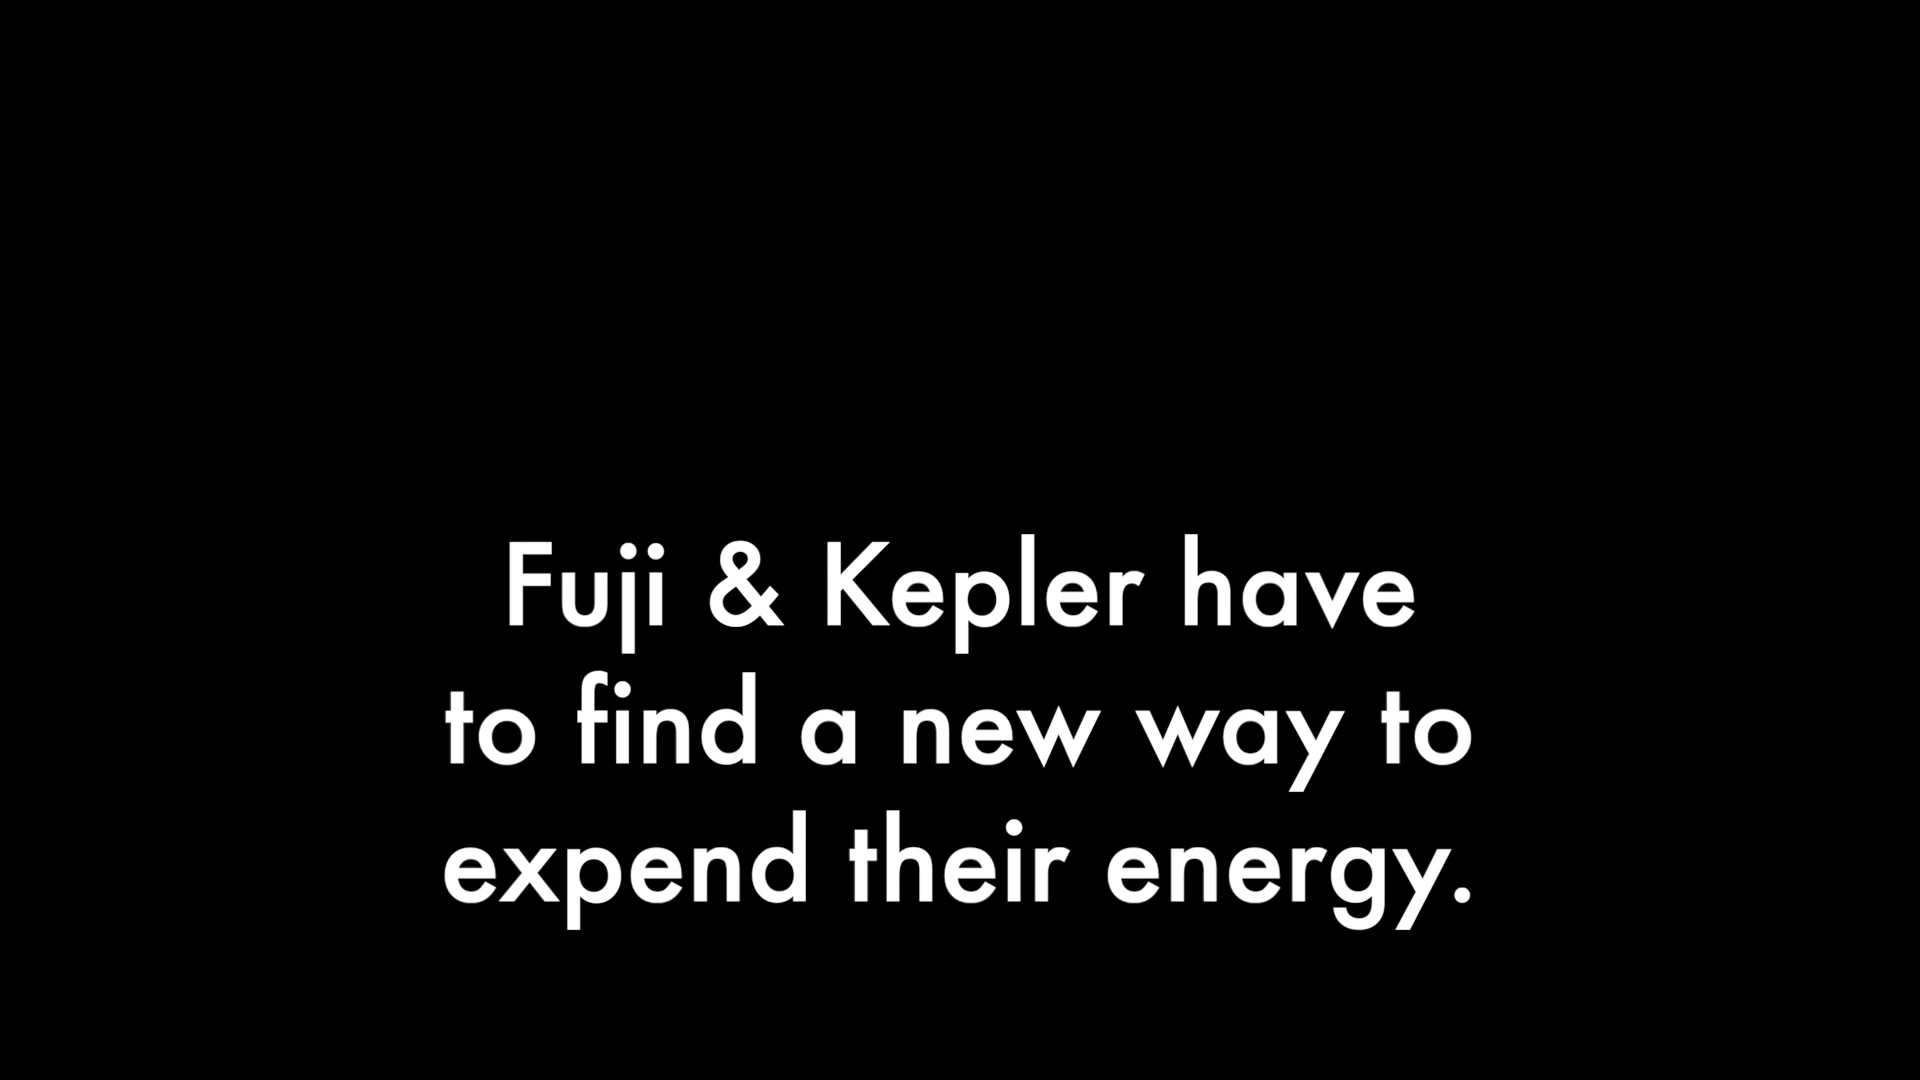 Fuji & Kepler have
to find a new way to
expend their energy.